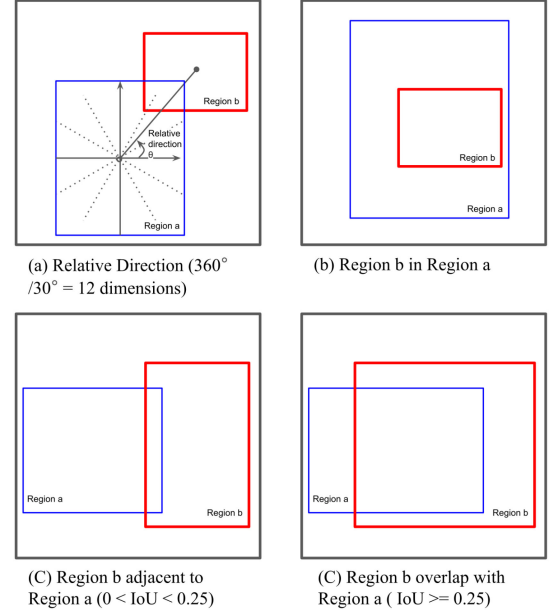 Region b
Relative
direction
θ
Region a
(a) Relative Direction (360°
/30° = 12 dimensions)
Region b
Region a
(b) Region b in Region a
Region a
Region b
(C) Region b adjacent to
Region a (0 < IoU < 0.25)
Region a
Region b
(C) Region b overlap with
Region a ( IoU >= 0.25)